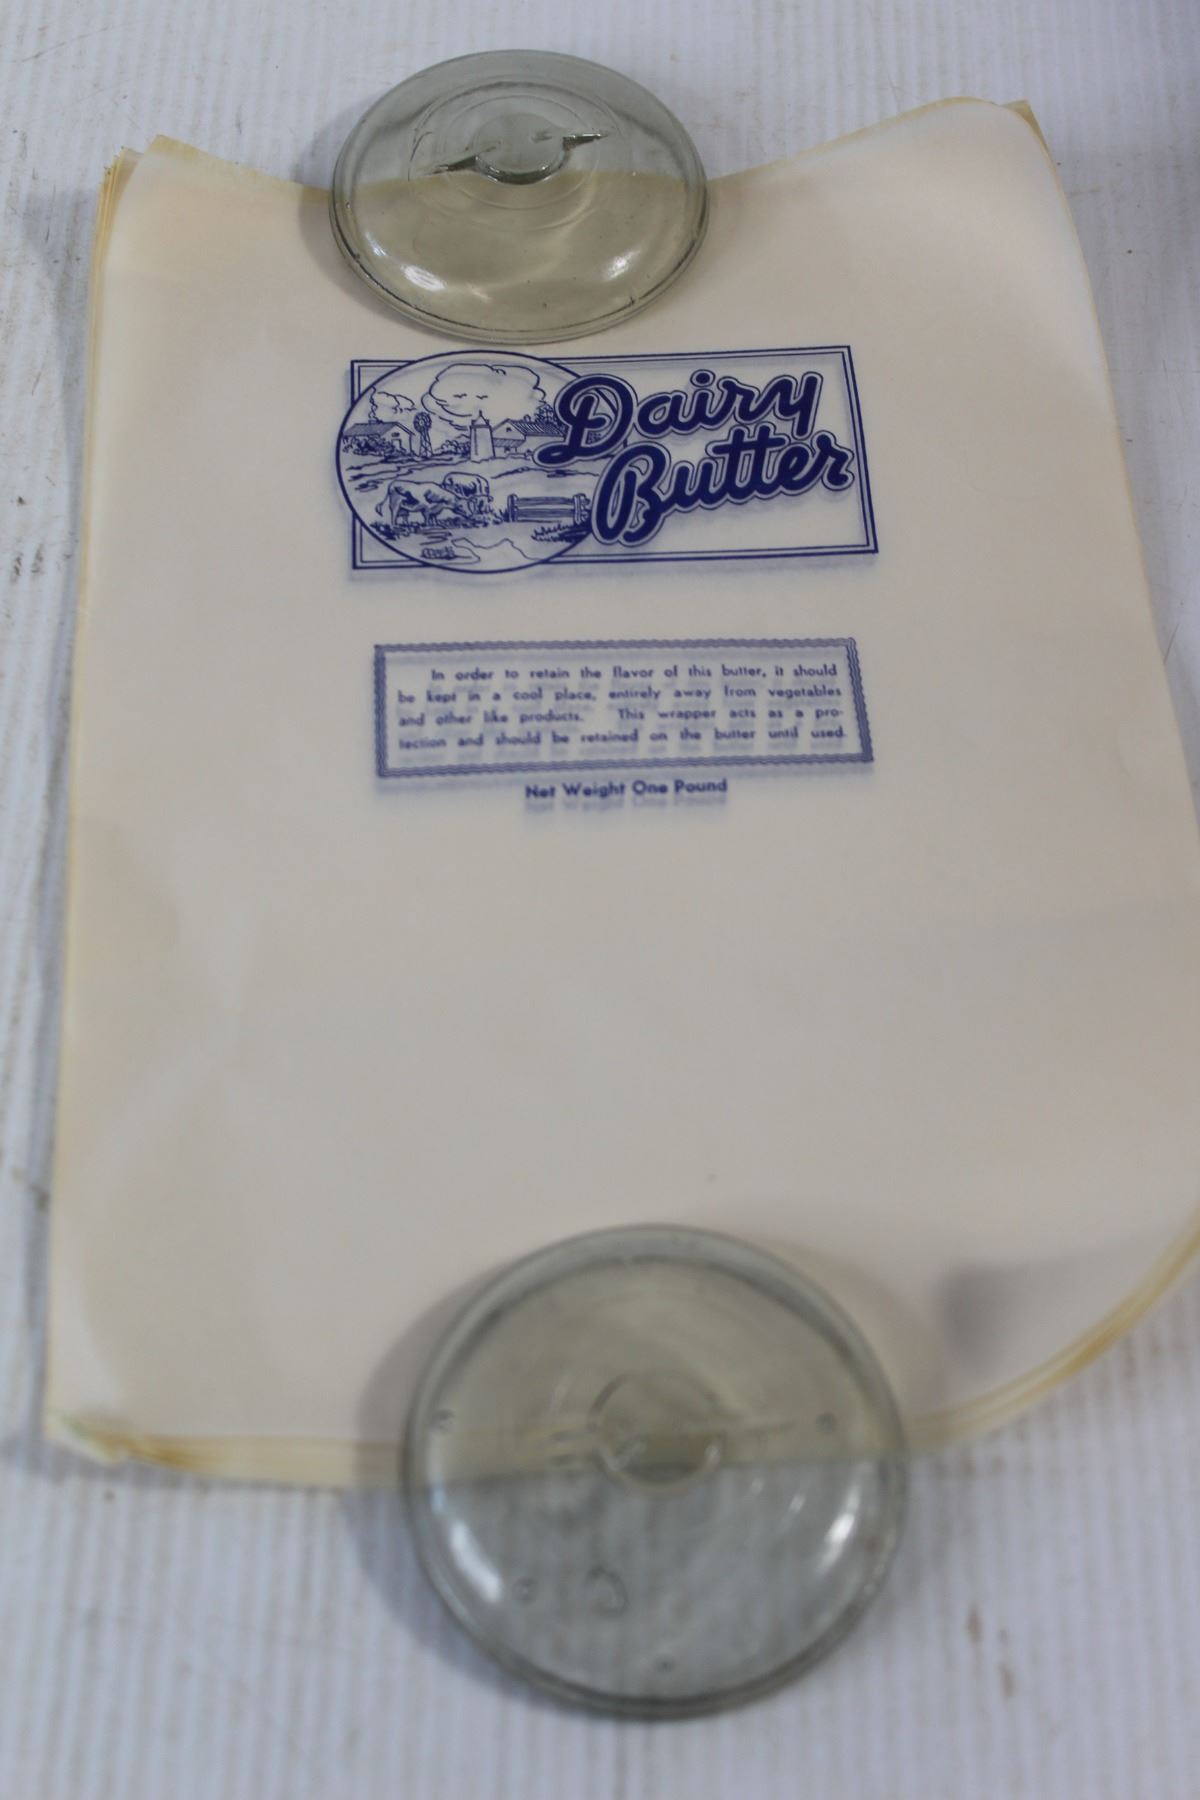 Dairy
Butter
In order to retain the flavor of this butter, it should
be kept in a cool place, entirely away from vegetables
and other like products. This wrapper acts as a pro-
tection and should be retained on the butter until used.
Net Weight One Pound